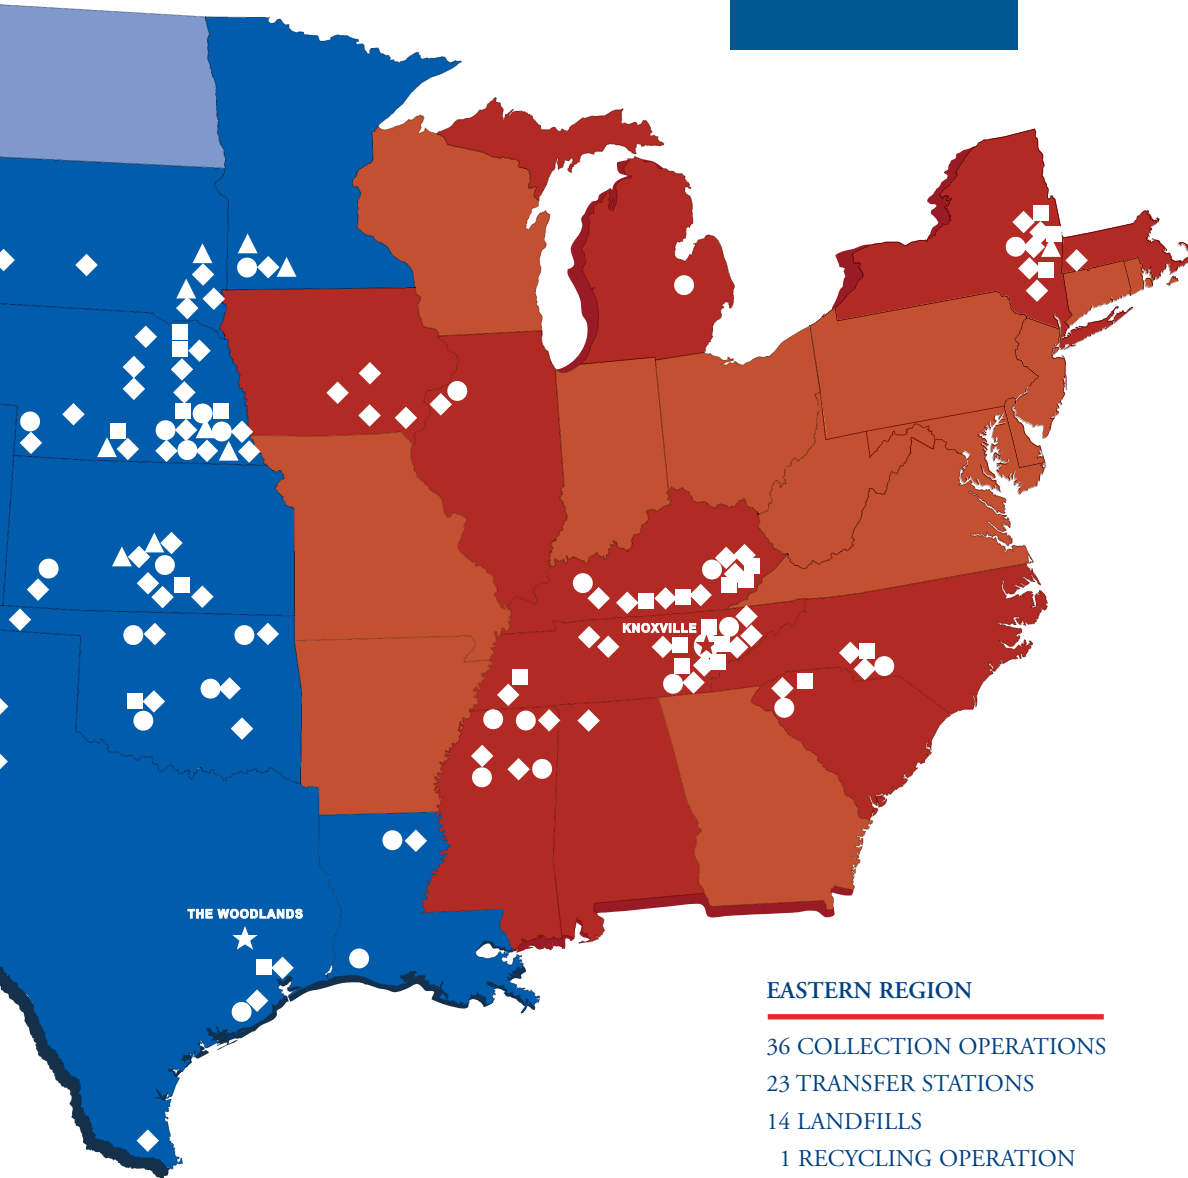 KNOXVILLE
THE WOODLANDS
EASTERN REGION
36 COLLECTION OPERATIONS
23 TRANSFER STATIONS
14 LANDFILLS
1 RECYCLING OPERATION